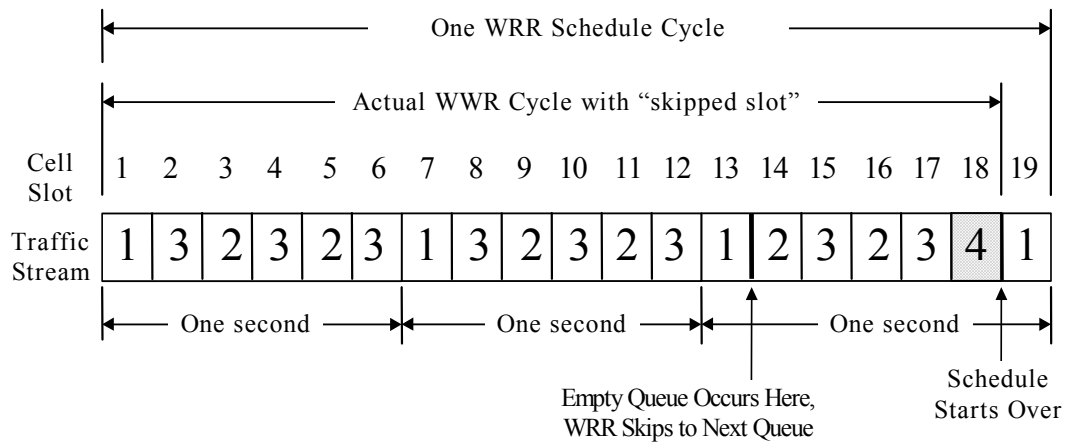 One WRR Schedule Cycle
Actual WWR Cycle with “skipped slot”
Cell
Slot
1 2 3 4 5 6 7 8 9 10 11 12 13 14 15 16 17 18 19
Traffic
Stream
1 3 2 3 2 3 1 3 2 3 2 3 1 2 3 2 3 4 1
One second One second One second
Empty Queue Occurs Here,
WRR Skips to Next Queue
Schedule
Starts Over